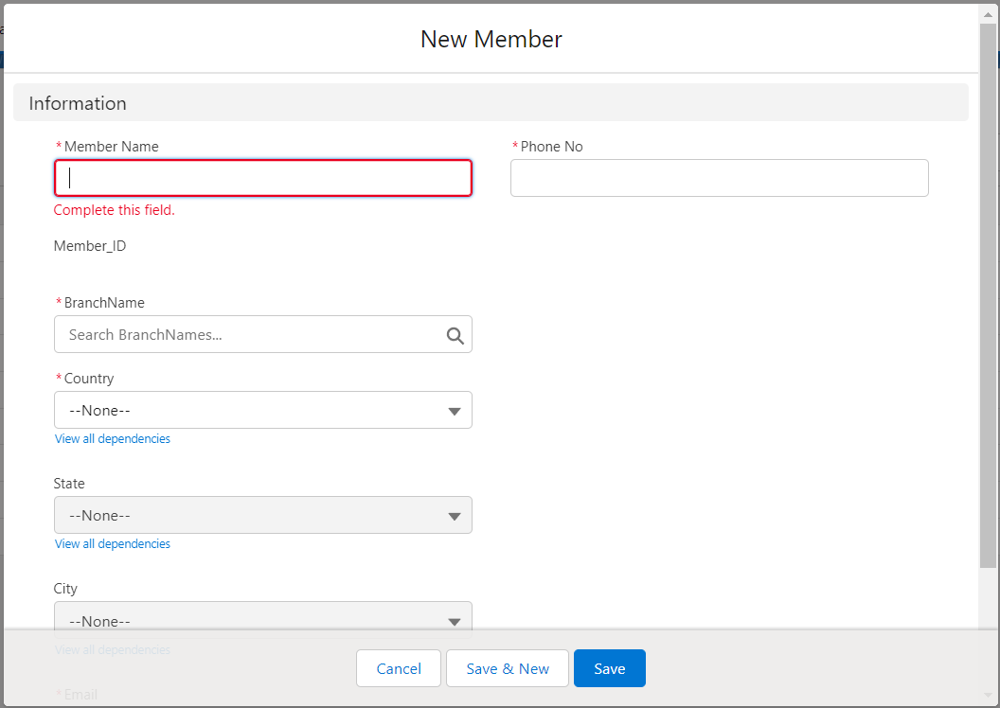 New Member
Information
*Member Name
*Phone No
Complete this field.
Member_ID
*BranchName
Search BranchNames...
*Country
--None--
View all dependencies
State
--None--
View all dependencies
City
--None--
View all dependencies
Cancel
Save & New
Save
*Email